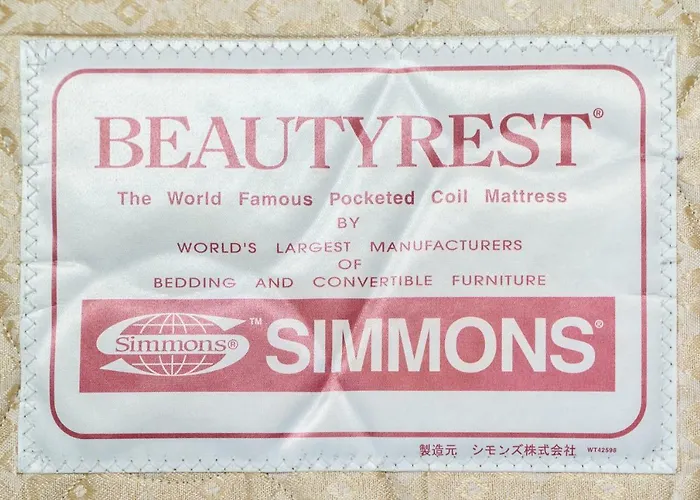 BEAUTYREST®
The World Famous Pocketed Coil Mattress
BY
WORLD'S LARGEST MANUFACTURERS
OF
BEDDING AND CONVERTIBLE FURNITURE
Simmons® ™ SIMMONS®
製造元 シモンズ株式会社 WT42590